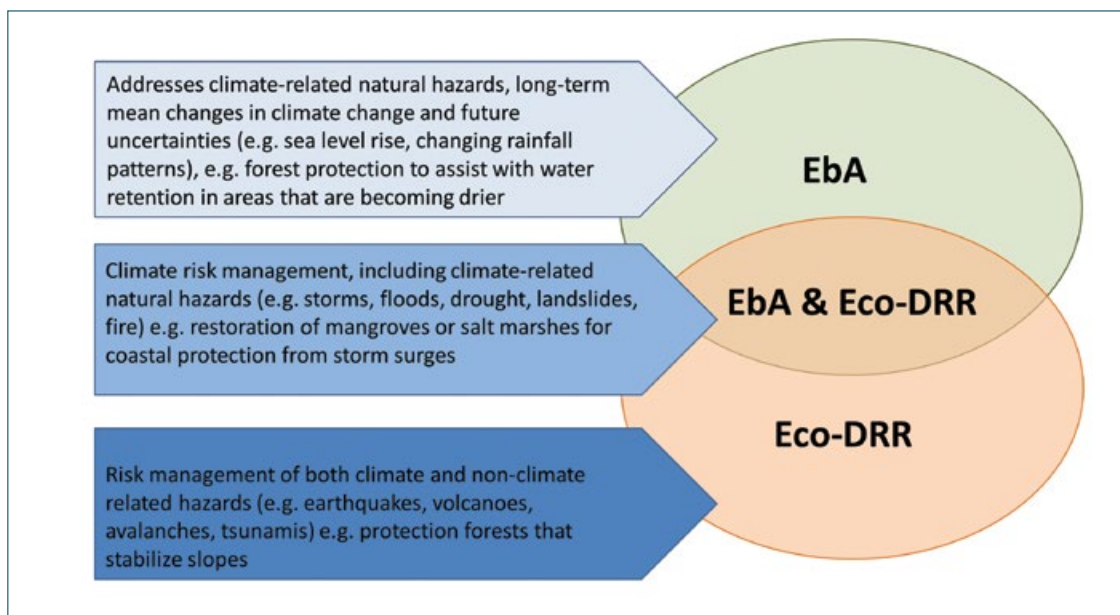 Addresses climate-related natural hazards, long-term
mean changes in climate change and future
uncertainties (e.g. sea level rise, changing rainfall
patterns), e.g. forest protection to assist with water
retention in areas that are becoming drier
EbA
Climate risk management, including climate-related
natural hazards (e.g. storms, floods, drought, landslides,
fire) e.g. restoration of mangroves or salt marshes for
coastal protection from storm surges
EbA & Eco-DRR
Eco-DRR
Risk management of both climate and non-climate
related hazards (e.g. earthquakes, volcanoes,
avalanches, tsunamis) e.g. protection forests that
stabilize slopes